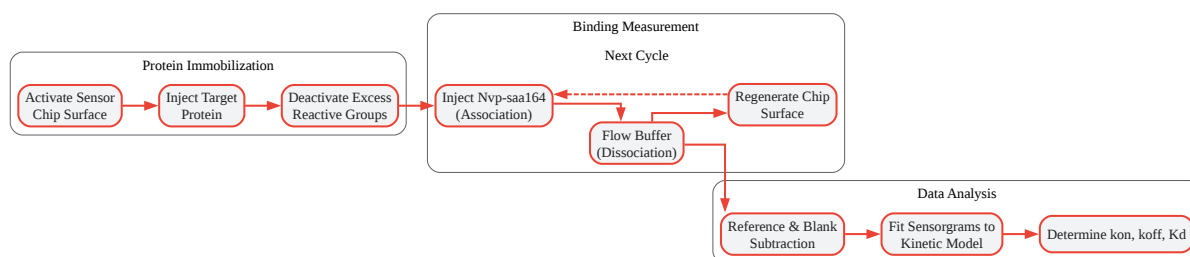 Protein Immobilization
Activate Sensor
Chip Surface
Inject Target
Protein
Deactivate Excess
Reactive Groups
Binding Measurement
Next Cycle
Inject Nvp-saa164
(Association)
Flow Buffer
(Dissociation)
Regenerate Chip
Surface
Data Analysis
Reference & Blank
Subtraction
Fit Sensorgrams to
Kinetic Model
Determine kon, koff, Kd